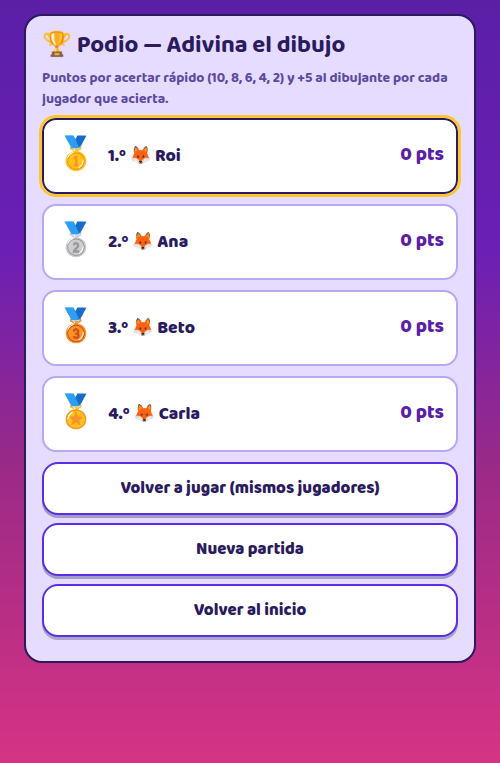 🏆 Podio — Adivina el dibujo
Puntos por acertar rápido (10, 8, 6, 4, 2) y +5 al dibujante por cada
jugador que acierta.
🥇 1.º 🦊 Roi 0 pts
🥈 2.º 🦊 Ana 0 pts
🥉 3.º 🦊 Beto 0 pts
🏅 4.º 🦊 Carla 0 pts
Volver a jugar (mismos jugadores)
Nueva partida
Volver al inicio